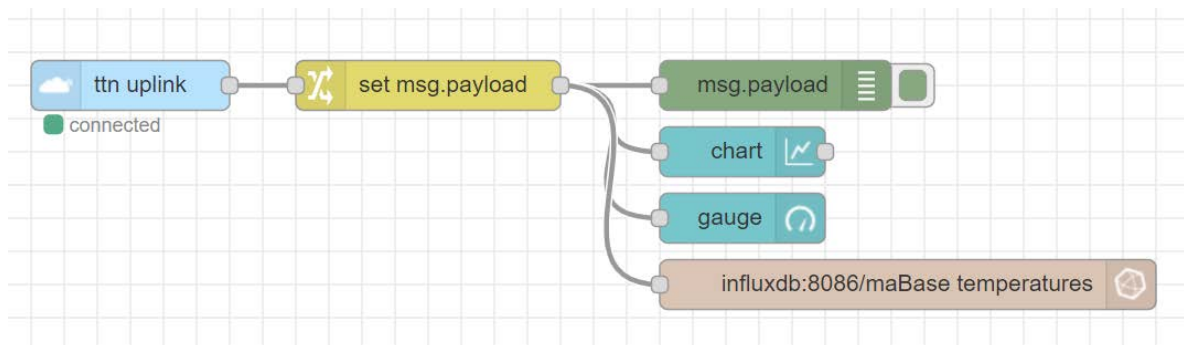 ttn uplink
connected
set msg.payload
msg.payload
chart
gauge
influxdb:8086/maBase temperatures